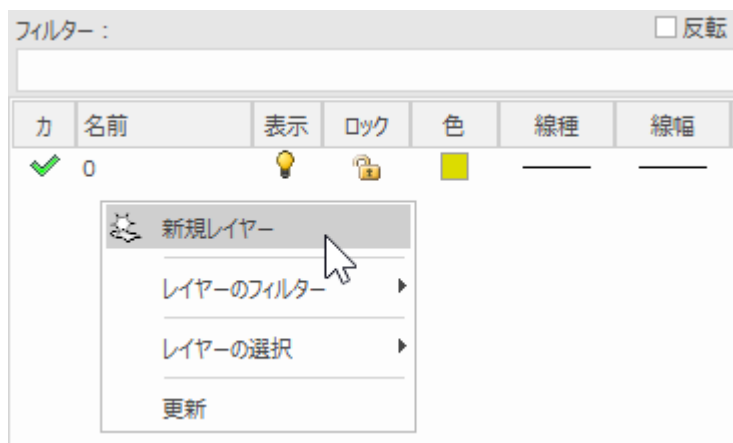 フィルター：
反転
カ 名前 表示 ロック 色 線種 線幅
0
新規レイヤー
レイヤーのフィルター
レイヤーの選択
更新